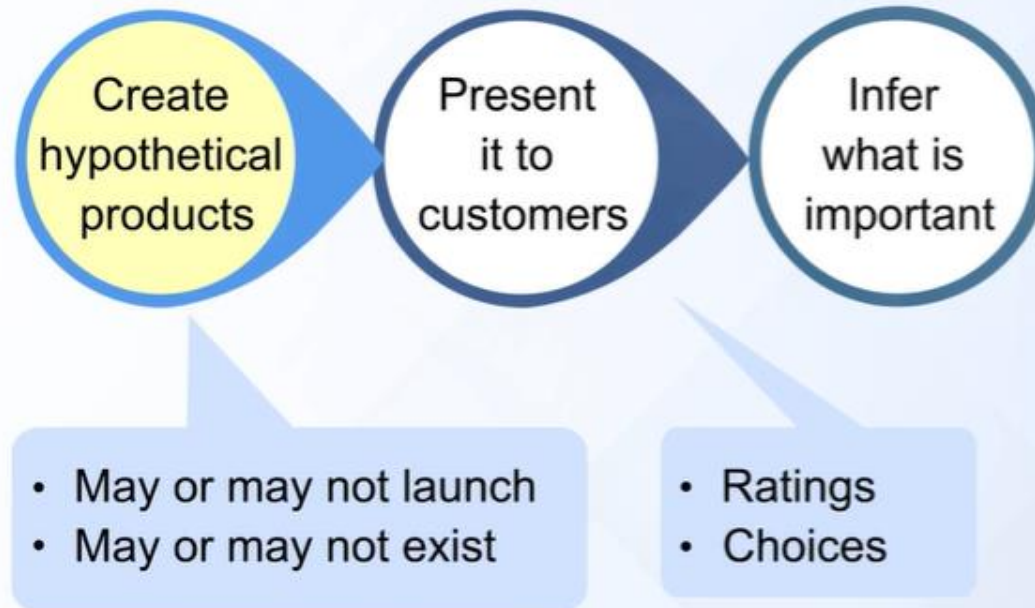 Create
hypothetical
products
Present
it to
customers
Infer
what is
important
• May or may not launch
• May or may not exist
• Ratings
• Choices